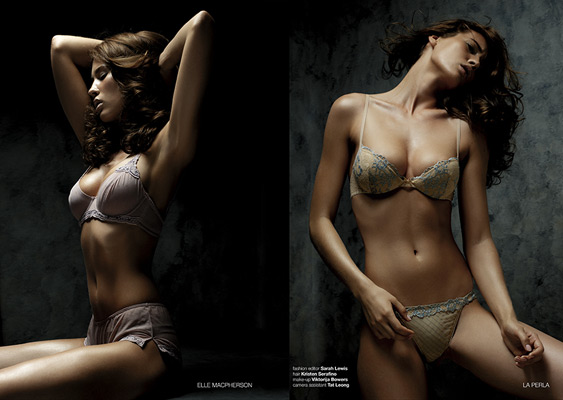 ELLE MACPHERSON
fashion editor Sarah Lewis
hair Kristen Serafino
make-up Viktorija Bowers
camera assistant Tat Leong
LA PERLA